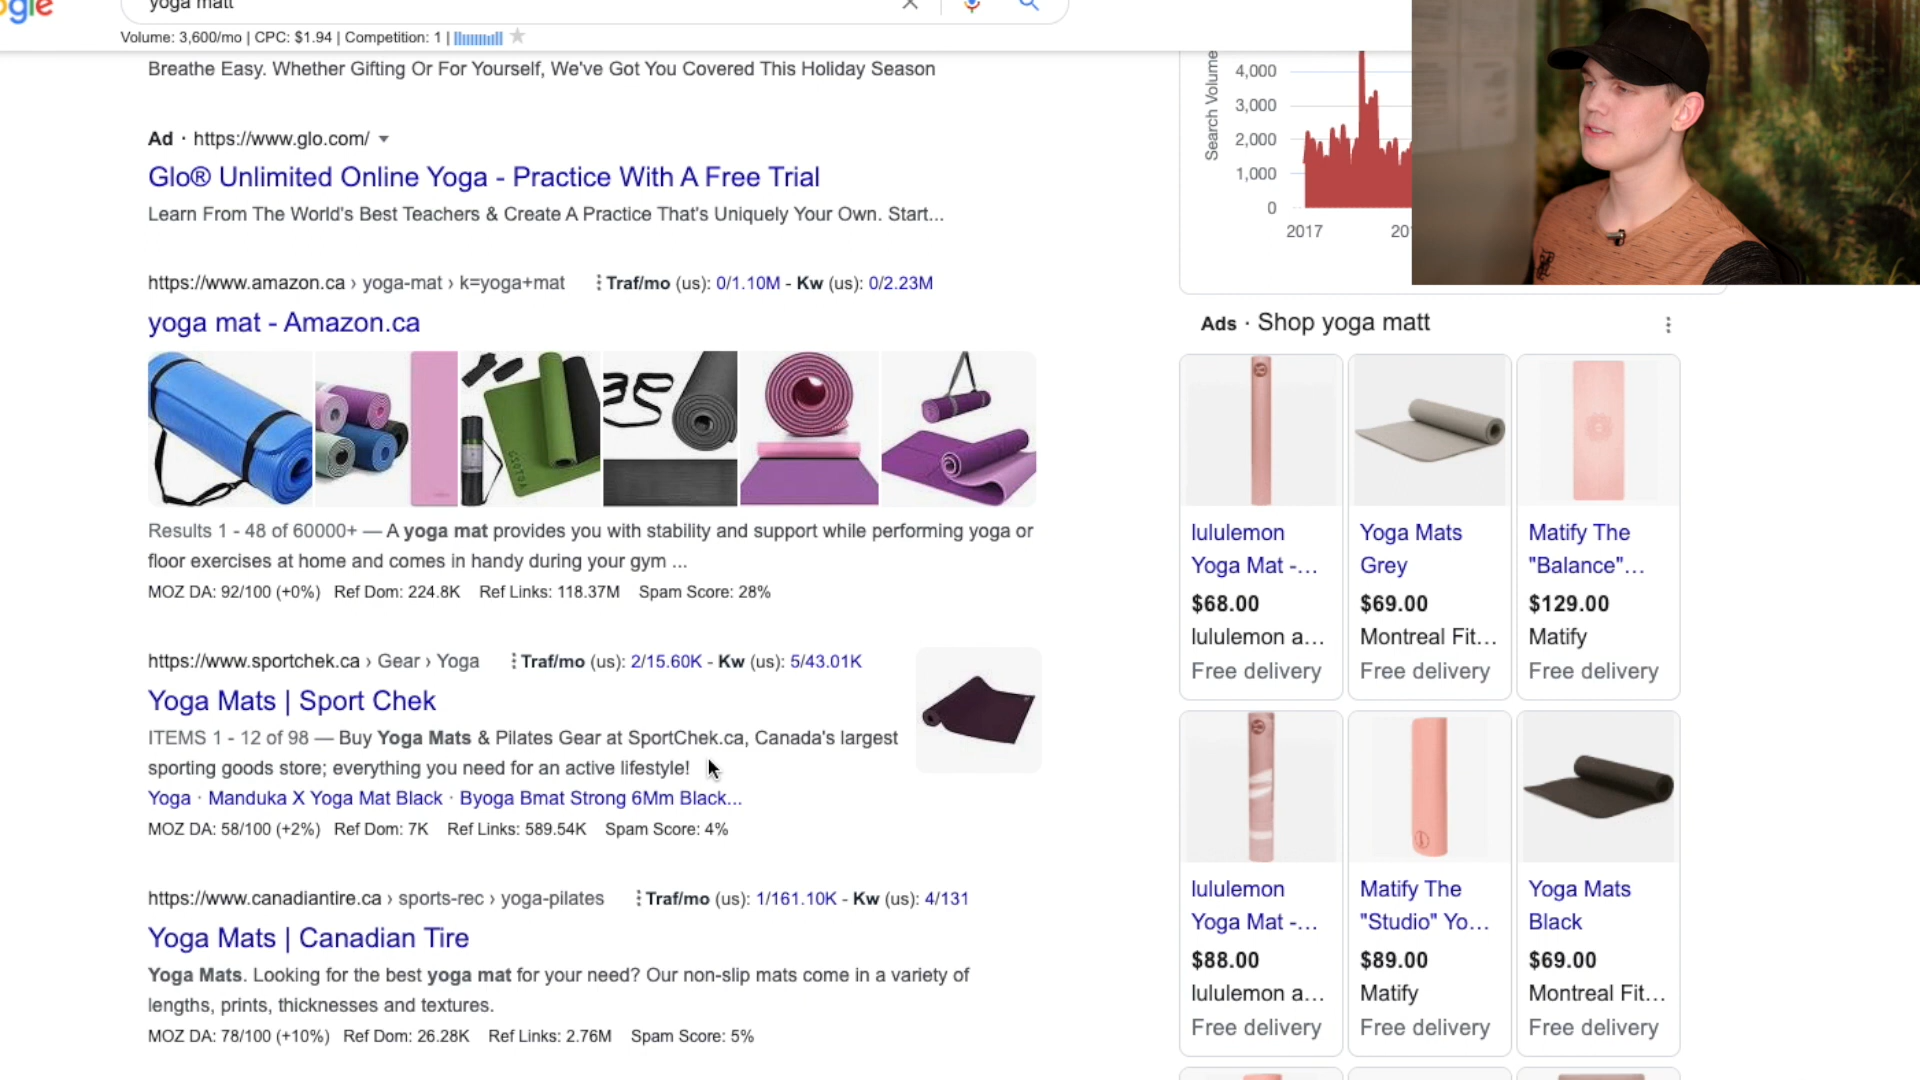 ogle
yoga matt
Volume: 3,600/mo | CPC: $1.94 | Competition: 1 |
Breathe Easy. Whether Gifting Or For Yourself, We've Got You Covered This Holiday Season
Ad · https://www.glo.com/
Glo® Unlimited Online Yoga - Practice With A Free Trial
Learn From The World's Best Teachers & Create A Practice That's Uniquely Your Own. Start...
https://www.amazon.ca › yoga-mat › k=yoga+mat
Traf/mo (us): 0/1.10M - Kw (us): 0/2.23M
yoga mat - Amazon.ca
GEOYOGA
Results 1 - 48 of 60000+ — A yoga mat provides you with stability and support while performing yoga or
floor exercises at home and comes in handy during your gym ...
MOZ DA: 92/100 (+0%) Ref Dom: 224.8K Ref Links: 118.37M Spam Score: 28%
https://www.sportchek.ca › Gear › Yoga
Traf/mo (us): 2/15.60K - Kw (us): 5/43.01K
Yoga Mats | Sport Chek
ITEMS 1 - 12 of 98 — Buy Yoga Mats & Pilates Gear at SportChek.ca, Canada's largest
sporting goods store; everything you need for an active lifestyle!
Yoga · Manduka X Yoga Mat Black · Byoga Bmat Strong 6Mm Black...
MOZ DA: 58/100 (+2%) Ref Dom: 7K Ref Links: 589.54K Spam Score: 4%
https://www.canadiantire.ca › sports-rec › yoga-pilates
Traf/mo (us): 1/161.10K - Kw (us): 4/131
Yoga Mats | Canadian Tire
Yoga Mats. Looking for the best yoga mat for your need? Our non-slip mats come in a variety of
lengths, prints, thicknesses and textures.
MOZ DA: 78/100 (+10%) Ref Dom: 26.28K Ref Links: 2.76M Spam Score: 5%
Search Volume
4,000
3,000
2,000
1,000
0
2017
20
Ads · Shop yoga matt
lululemon
Yoga Mat -...
$68.00
lululemon a...
Free delivery
Yoga Mats
Grey
$69.00
Montreal Fit...
Free delivery
Matify The
"Balance"...
$129.00
Matify
Free delivery
lululemon
Yoga Mat -...
$88.00
lululemon a...
Free delivery
Matify The
"Studio" Yo...
$89.00
Matify
Free delivery
Yoga Mats
Black
$69.00
Montreal Fit...
Free delivery